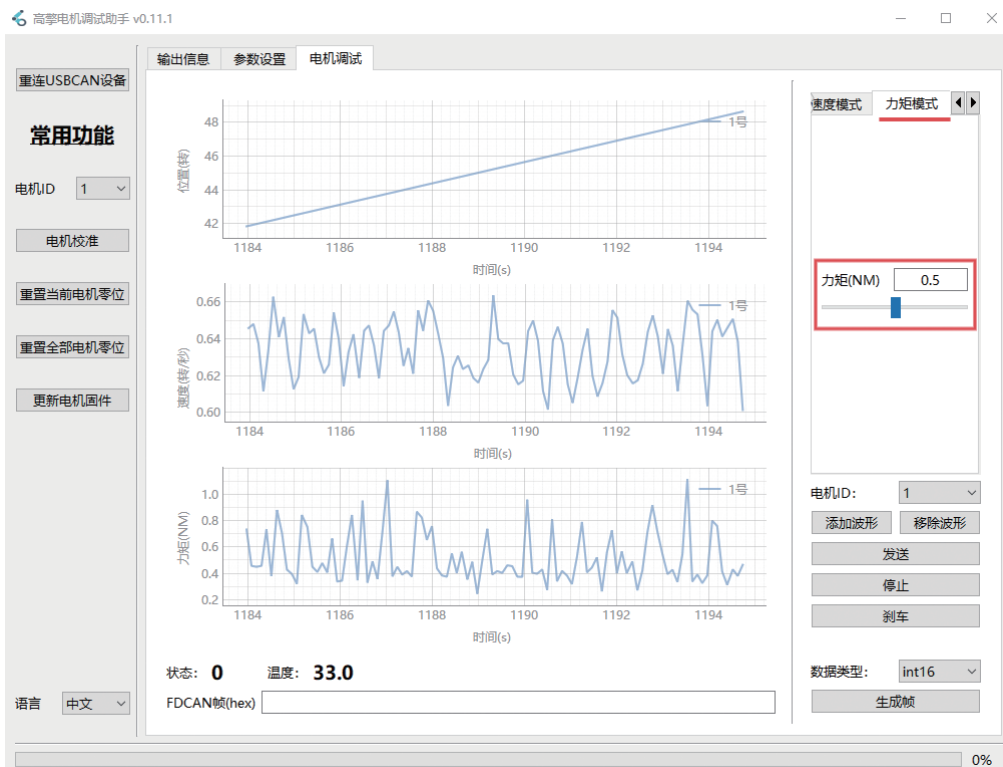 高擎电机调试助手 v0.11.1
重连USBCAN设备
常用功能
电机ID 1
电机校准
重置当前电机零位
重置全部电机零位
更新电机固件
语言 中文
输出信息 参数设置 电机调试
位置(转)
48
46
44
42
1号
1184 1186 1188 1190 1192 1194
时间(s)
速度(转/秒)
0.66
0.64
0.62
0.60
1号
1184 1186 1188 1190 1192 1194
时间(s)
力矩(NM)
1.0
0.8
0.6
0.4
0.2
1号
1184 1186 1188 1190 1192 1194
时间(s)
状态: 0 温度: 33.0
FDCAN帧(hex)
速度模式 力矩模式
力矩(NM) 0.5
电机ID: 1
添加波形 移除波形
发送
停止
刹车
数据类型: int16
生成帧
0%